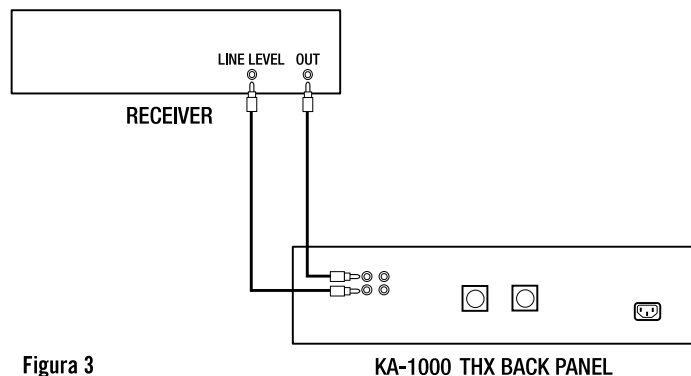 LINE LEVEL OUT
RECEIVER
Figura 3
KA-1000 THX BACK PANEL